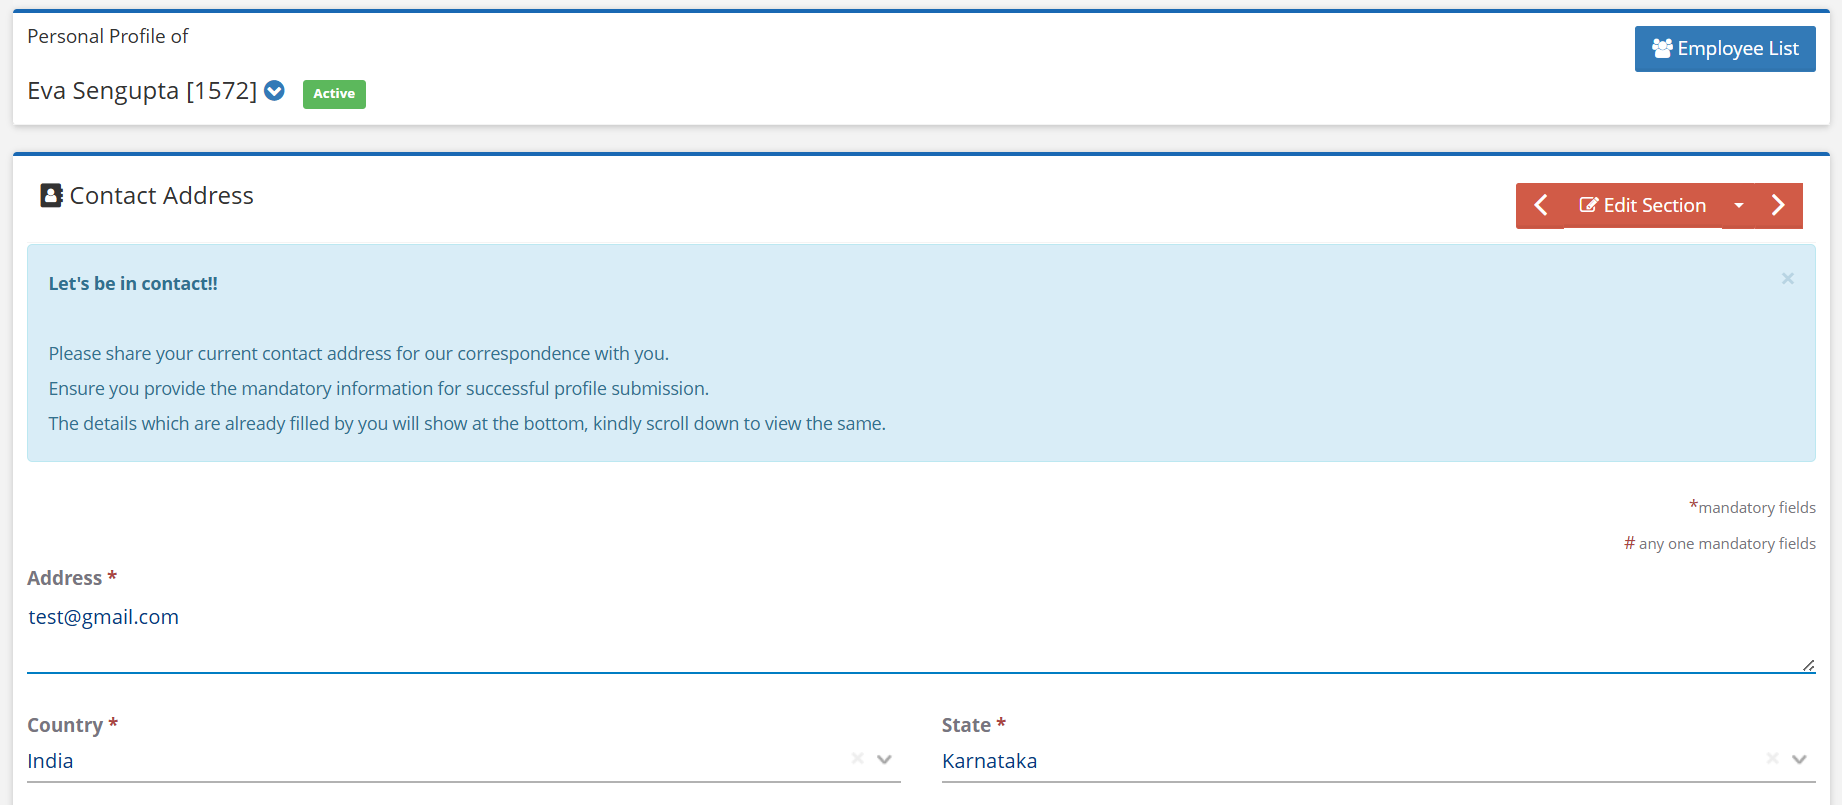 Personal Profile of
Employee List
Eva Sengupta [1572]
Active
Contact Address
Edit Section
Let's be in contact!!
Please share your current contact address for our correspondence with you.
Ensure you provide the mandatory information for successful profile submission.
The details which are already filled by you will show at the bottom, kindly scroll down to view the same.
*mandatory fields
# any one mandatory fields
Address *
test@gmail.com
Country *
State *
India
Karnataka